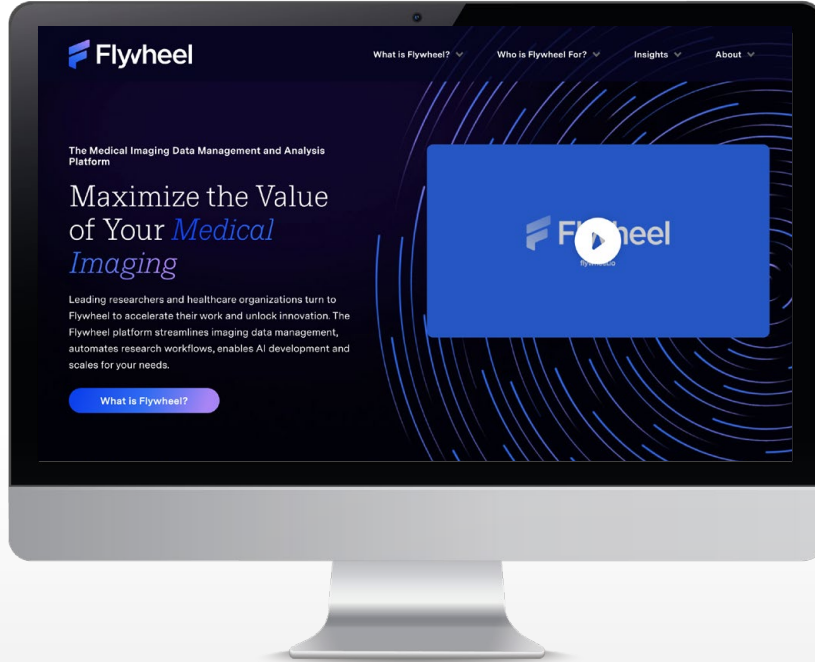 Flywheel
What is Flywheel?
Who is Flywheel For?
Insights
About
The Medical Imaging Data Management and Analysis
Platform
Maximize the Value
of Your Medical
Imaging
Leading researchers and healthcare organizations turn to
Flywheel to accelerate their work and unlock innovation. The
Flywheel platform streamlines imaging data management,
automates research workflows, enables AI development and
scales for your needs.
What is Flywheel?